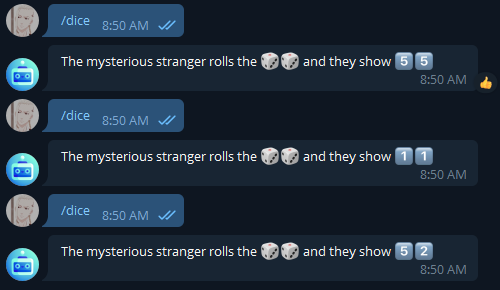 /dice 8:50 AM
The mysterious stranger rolls the 🎲🎲 and they show 5️⃣5️⃣
8:50 AM
/dice 8:50 AM
The mysterious stranger rolls the 🎲🎲 and they show 1️⃣1️⃣
8:50 AM
/dice 8:50 AM
The mysterious stranger rolls the 🎲🎲 and they show 5️⃣2️⃣
8:50 AM